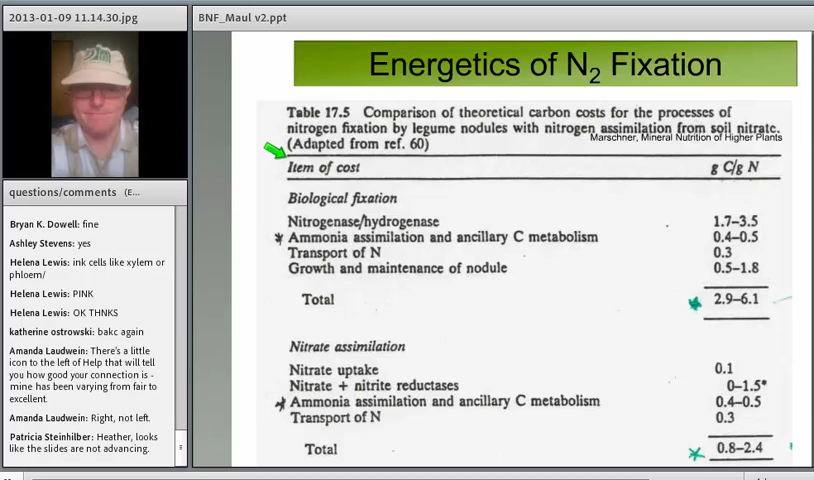 2013-01-09 11.14.30.jpg
BNF_Maul v2.ppt
Energetics of N2 Fixation
Table 17.5 Comparison of theoretical carbon costs for the processes of
nitrogen fixation by legume nodules with nitrogen assimilation from soil nitrate.
Marschner, Mineral Nutrition of Higher Plants
(Adapted from ref. 60)
Item of cost g C/g N
Biological fixation
Nitrogenase/hydrogenase 1.7–3.5
* Ammonia assimilation and ancillary C metabolism 0.4–0.5
Transport of N 0.3
Growth and maintenance of nodule 0.5–1.8
Total * 2.9–6.1
Nitrate assimilation
Nitrate uptake 0.1
Nitrate + nitrite reductases 0–1.5*
* Ammonia assimilation and ancillary C metabolism 0.4–0.5
Transport of N 0.3
Total * 0.8–2.4
questions/comments (E...
Bryan K. Dowell: fine
Ashley Stevens: yes
Helena Lewis: ink cells like xylem or
phloem/
Helena Lewis: PINK
Helena Lewis: OK THNKS
katherine ostrowski: bakc again
Amanda Laudwein: There's a little
icon to the left of Help that will tell
you how good your connection is -
mine has been varying from fair to
excellent.
Amanda Laudwein: Right, not left.
Patricia Steinhilber: Heather, looks
like the slides are not advancing.